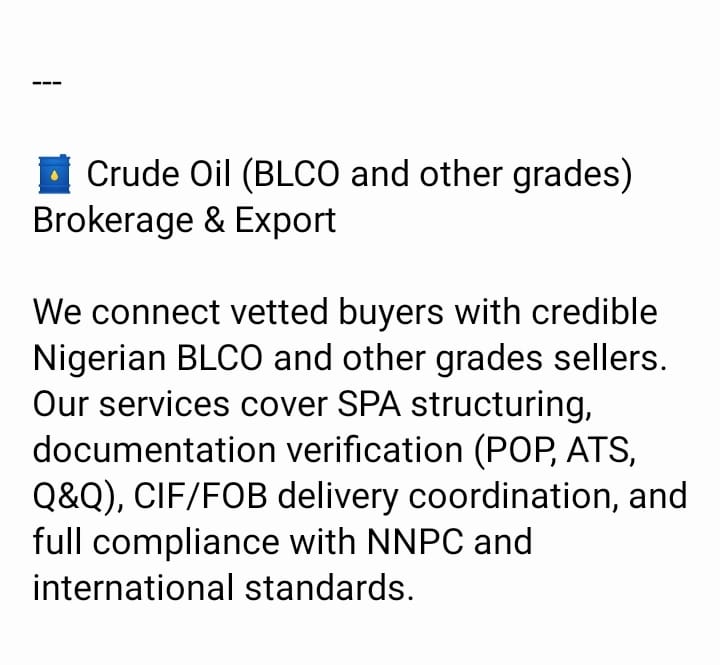 ---
🛢️ Crude Oil (BLCO and other grades)
Brokerage & Export
We connect vetted buyers with credible
Nigerian BLCO and other grades sellers.
Our services cover SPA structuring,
documentation verification (POP, ATS,
Q&Q), CIF/FOB delivery coordination, and
full compliance with NNPC and
international standards.